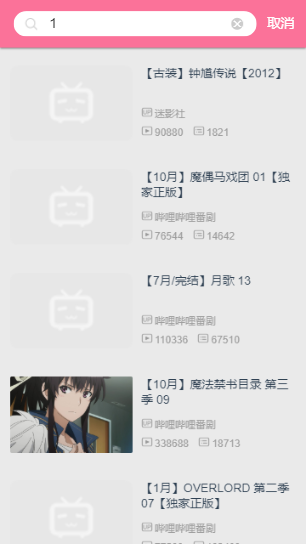 1
取消
【古装】钟馗传说【2012】
迷影社
90880 1821
【10月】魔偶马戏团 01【独
家正版】
哔哩哔哩番剧
76544 14642
【7月/完结】月歌 13
哔哩哔哩番剧
110336 67510
【10月】魔法禁书目录 第三
季 09
哔哩哔哩番剧
338688 18713
【1月】OVERLORD 第二季
07【独家正版】
哔哩哔哩番剧